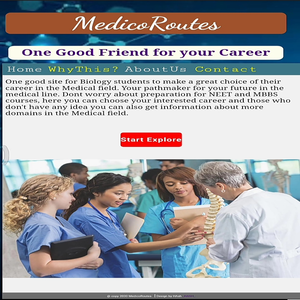 MedicoRoutes
One Good Friend for your Career
Home WhyThis? AboutUs Contact
One good site for Biology students to make a great choice of their
career in the Medical field. Your pathmaker for your future in the
medical line. Dont worry about preparation for NEET and MBBS
courses, here you can choose your interested career and those who
don't have any idea you can also get information about more
domains in the Medical field.
Start Explore